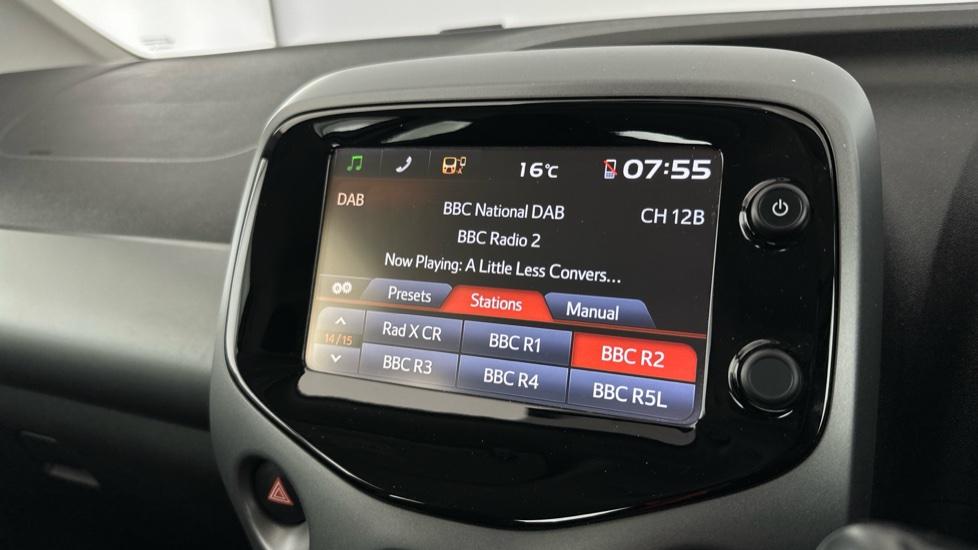 16°C 07:55
DAB BBC National DAB CH 12B
BBC Radio 2
Now Playing: A Little Less Convers...
Presets Stations Manual
Rad X CR BBC R1 BBC R2
14/15
BBC R3 BBC R4 BBC R5L